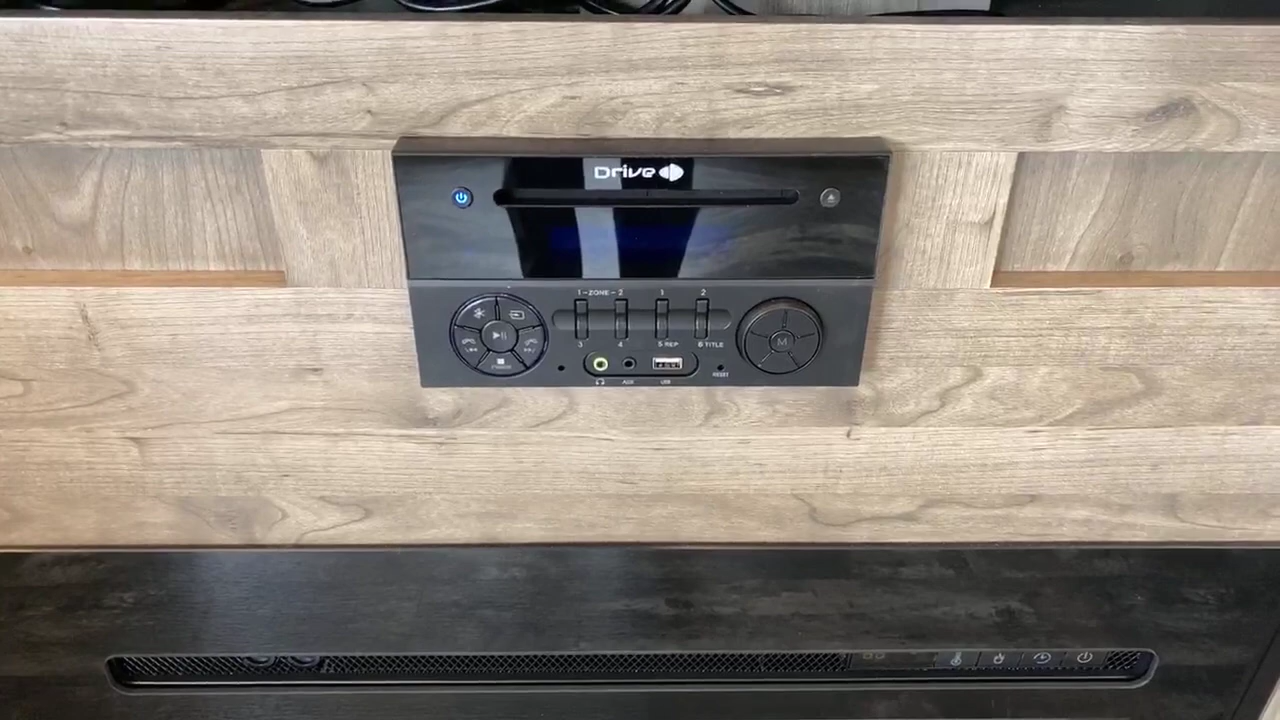 Drive
1-ZONE-2 1 2
3 4 5 REP 6 TITLE
M
AUX USB RESET